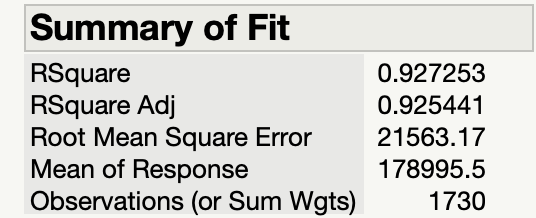 Summary of Fit
RSquare 0.927253
RSquare Adj 0.925441
Root Mean Square Error 21563.17
Mean of Response 178995.5
Observations (or Sum Wgts) 1730